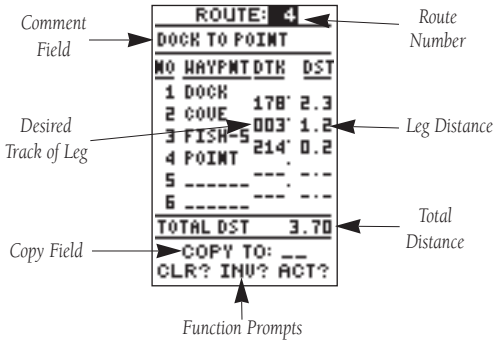 Comment Field
ROUTE: 4
Route Number
DOCK TO POINT
NO WAYPNT DTK DST
1 DOCK
178° 2.3
2 COVE
Desired Track of Leg
003° 1.2
Leg Distance
3 FISH-5
214° 0.2
4 POINT
---° -.-
5 ______
---° -.-
6 ______
TOTAL DST 3.70
Total Distance
Copy Field
COPY TO: __
CLR? INV? ACT?
Function Prompts